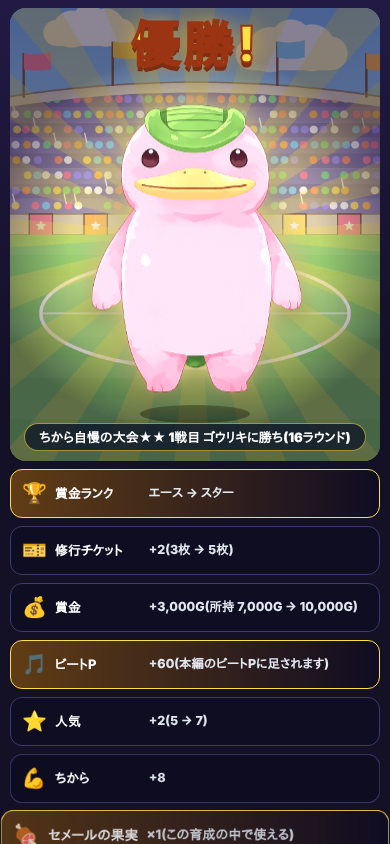 優勝!
ちから自慢の大会★★ 1戦目 ゴウリキに勝ち(16ラウンド)
賞金ランク エース → スター
修行チケット +2(3枚 → 5枚)
賞金 +3,000G(所持 7,000G → 10,000G)
ビートP +60(本編のビートPに足されます)
人気 +2(5 → 7)
ちから +8
セメールの果実 ×1(この育成の中で使える)